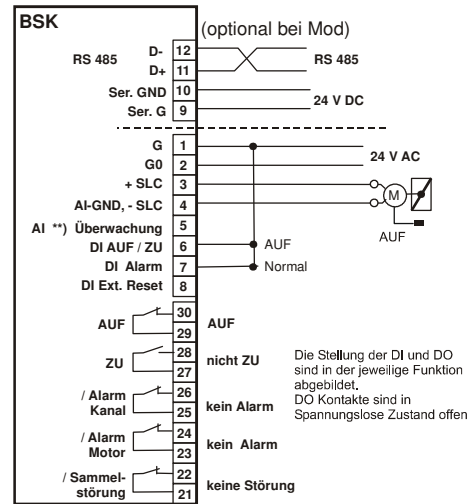 BSK
(optional bei Mod)
RS 485
D- 12
D+ 11
RS 485
Ser. GND 10
Ser. G 9
24 V DC
G 1
G0 2
24 V AC
+ SLC 3
AI-GND, - SLC 4
M
AUF
AI **) Überwachung 5
DI AUF / ZU 6
AUF
DI Alarm 7
Normal
DI Ext. Reset 8
AUF
30
29
AUF
ZU
28
27
nicht ZU
/ Alarm
Kanal
26
25
kein Alarm
/ Alarm
Motor
24
23
kein Alarm
/ Sammel-
störung
22
21
keine Störung
Die Stellung der DI und DO
sind in der jeweilige Funktion
abgebildet.
DO Kontakte sind in
Spannungslose Zustand offen